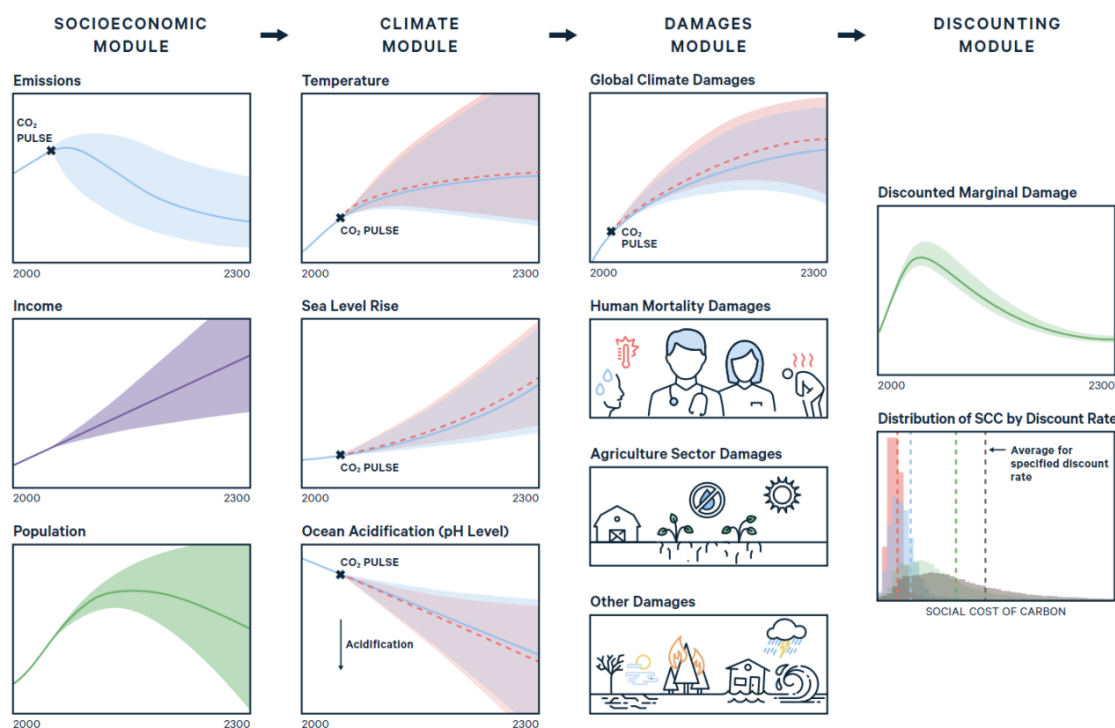 SOCIOECONOMIC
MODULE
CLIMATE
MODULE
DAMAGES
MODULE
DISCOUNTING
MODULE
Emissions
CO₂
PULSE
2000
2300
Income
2000
2300
Population
2000
2300
Temperature
CO₂ PULSE
2000
2300
Sea Level Rise
CO₂ PULSE
2000
2300
Ocean Acidification (pH Level)
CO₂ PULSE
Acidification
2000
2300
Global Climate Damages
CO₂
PULSE
2000
2300
Human Mortality Damages
Agriculture Sector Damages
Other Damages
Discounted Marginal Damage
2000
2300
Distribution of SCC by Discount Rate
Average for
specified discount
rate
SOCIAL COST OF CARBON